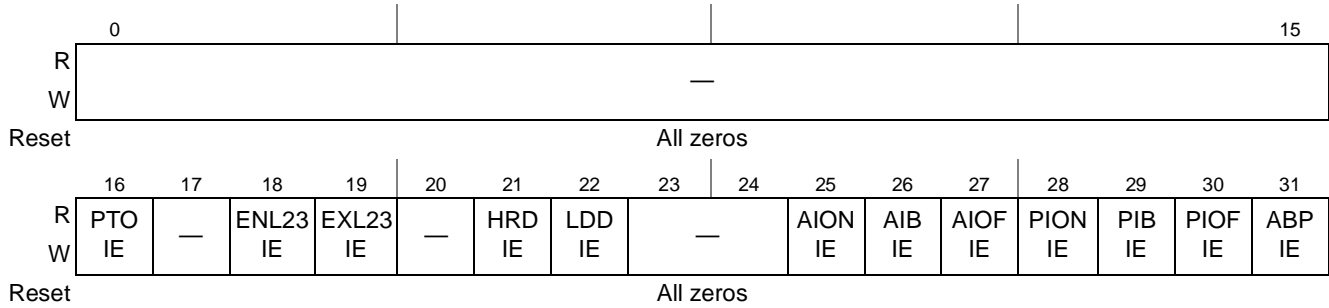 0 15
R
—
W
Reset All zeros
16 17 18 19 20 21 22 23 24 25 26 27 28 29 30 31
R PTO — ENL23 EXL23 — HRD LDD — AION AIB AIOF PION PIB PIOF ABP
W IE IE IE IE IE IE IE IE IE IE IE IE
Reset All zeros